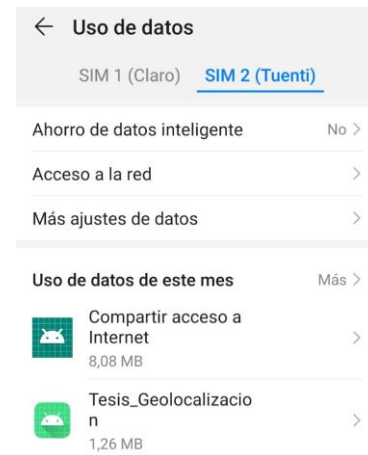 Uso de datos
SIM 1 (Claro) SIM 2 (Tuenti)
Ahorro de datos inteligente No
Acceso a la red
Más ajustes de datos
Uso de datos de este mes Más
Compartir acceso a
Internet
8,08 MB
Tesis_Geolocalizacio
n
1,26 MB